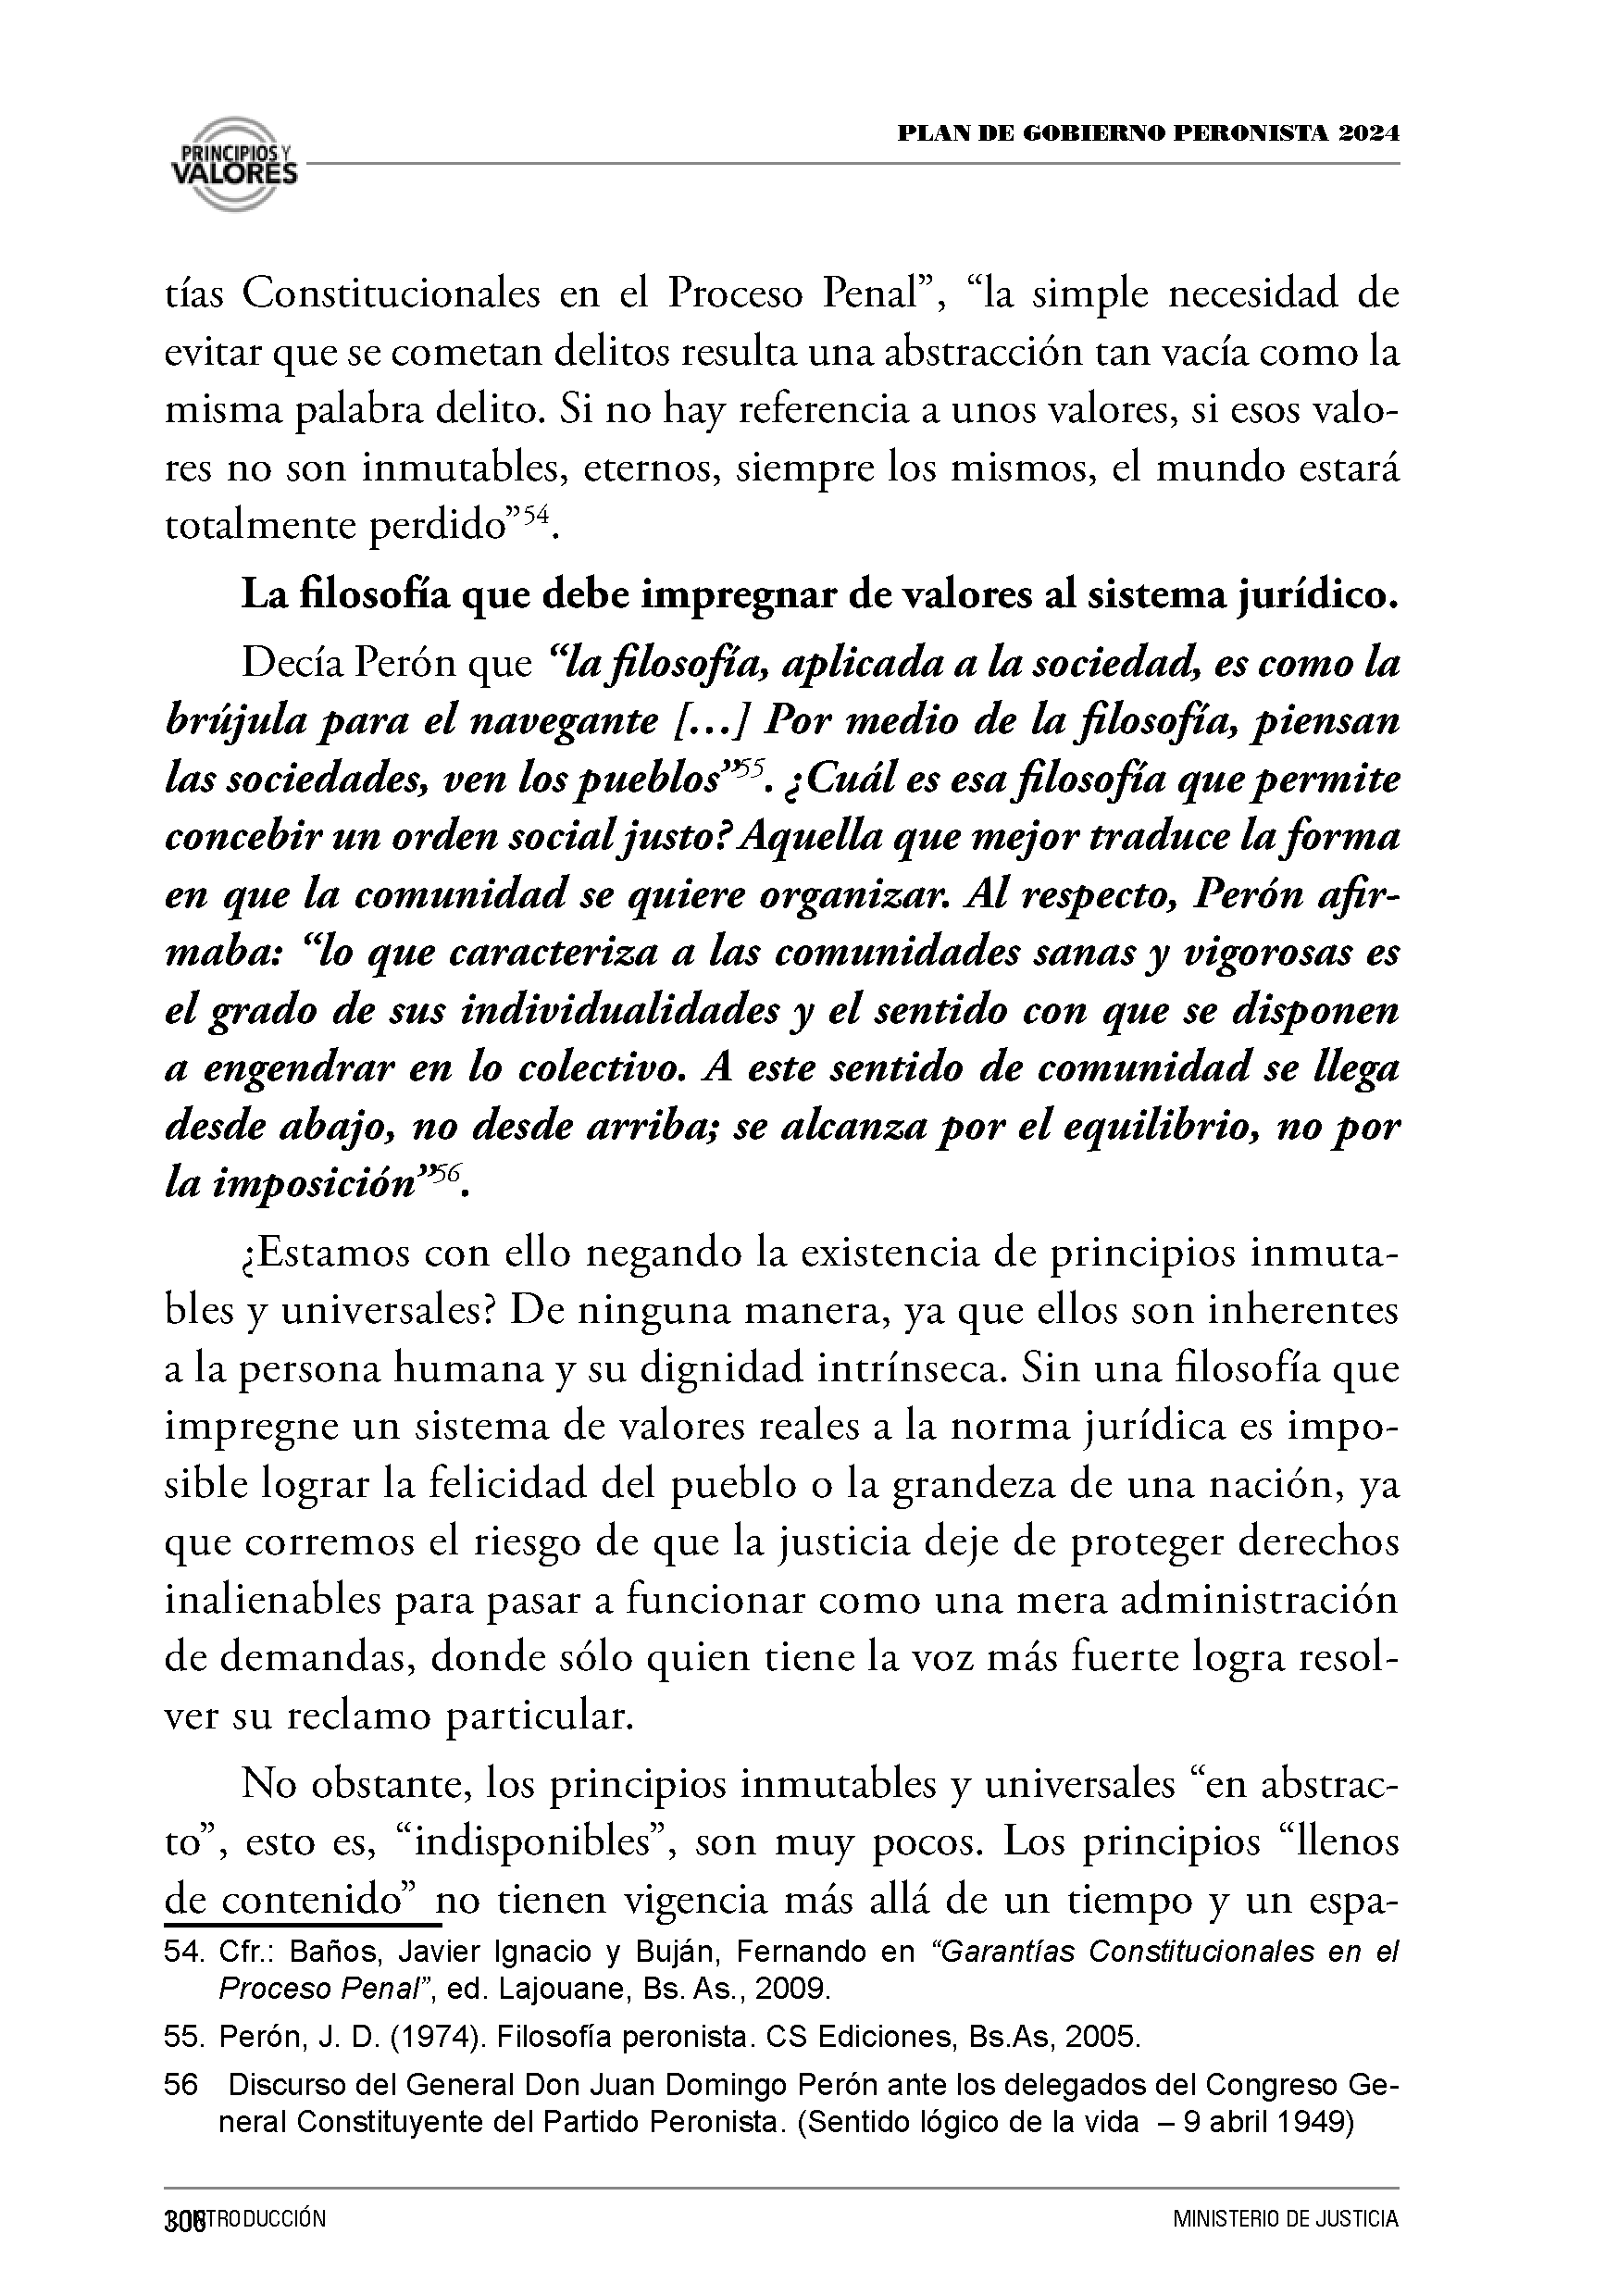 PLAN DE GOBIERNO PERONISTA 2024
PRINCIPIOS Y
VALORES
tías Constitucionales en el Proceso Penal”, “la simple necesidad de
evitar que se cometan delitos resulta una abstracción tan vacía como la
misma palabra delito. Si no hay referencia a unos valores, si esos valo-
res no son inmutables, eternos, siempre los mismos, el mundo estará
totalmente perdido”54.
La filosofía que debe impregnar de valores al sistema jurídico.
Decía Perón que “la filosofía, aplicada a la sociedad, es como la
brújula para el navegante […] Por medio de la filosofía, piensan
las sociedades, ven los pueblos”55. ¿Cuál es esa filosofía que permite
concebir un orden social justo? Aquella que mejor traduce la forma
en que la comunidad se quiere organizar. Al respecto, Perón afir-
maba: “lo que caracteriza a las comunidades sanas y vigorosas es
el grado de sus individualidades y el sentido con que se disponen
a engendrar en lo colectivo. A este sentido de comunidad se llega
desde abajo, no desde arriba; se alcanza por el equilibrio, no por
la imposición”56.
¿Estamos con ello negando la existencia de principios inmuta-
bles y universales? De ninguna manera, ya que ellos son inherentes
a la persona humana y su dignidad intrínseca. Sin una filosofía que
impregne un sistema de valores reales a la norma jurídica es impo-
sible lograr la felicidad del pueblo o la grandeza de una nación, ya
que corremos el riesgo de que la justicia deje de proteger derechos
inalienables para pasar a funcionar como una mera administración
de demandas, donde sólo quien tiene la voz más fuerte logra resol-
ver su reclamo particular.
No obstante, los principios inmutables y universales “en abstrac-
to”, esto es, “indisponibles”, son muy pocos. Los principios “llenos
de contenido” no tienen vigencia más allá de un tiempo y un espa-
54. Cfr.: Baños, Javier Ignacio y Buján, Fernando en “Garantías Constitucionales en el
Proceso Penal”, ed. Lajouane, Bs. As., 2009.
55. Perón, J. D. (1974). Filosofía peronista. CS Ediciones, Bs.As, 2005.
56 Discurso del General Don Juan Domingo Perón ante los delegados del Congreso Ge-
neral Constituyente del Partido Peronista. (Sentido lógico de la vida – 9 abril 1949)
INTRODUCCIÓN
MINISTERIO DE JUSTICIA